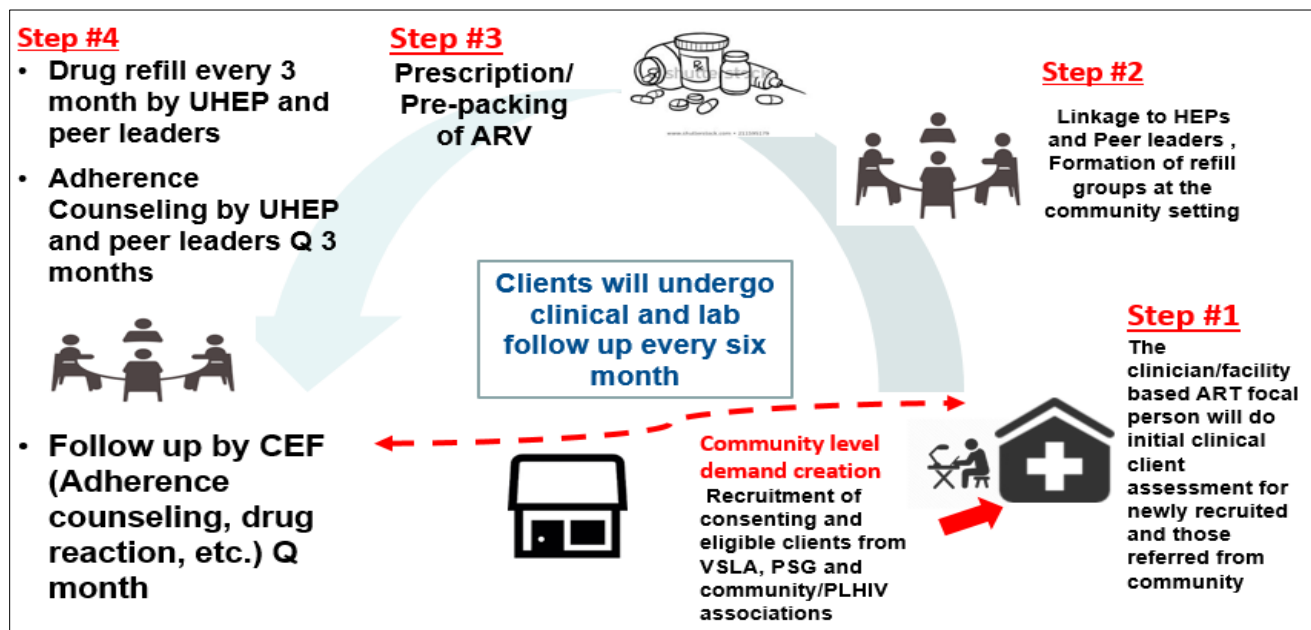 Step #4
• Drug refill every 3
month by UHEP and
peer leaders
• Adherence
Counseling by UHEP
and peer leaders Q 3
months
• Follow up by CEF
(Adherence
counseling, drug
reaction, etc.) Q
month
Step #3
Prescription/
Pre-packing
of ARV
shutterstock
Step #2
Linkage to HEPs
and Peer leaders ,
Formation of refill
groups at the
community setting
Clients will undergo
clinical and lab
follow up every six
month
Community level
demand creation
Recruitment of
consenting and
eligible clients from
VSLA, PSG and
community/PLHIV
associations
Step #1
The
clinician/facility
based ART focal
person will do
initial clinical
client
assessment for
newly recruited
and those
referred from
community